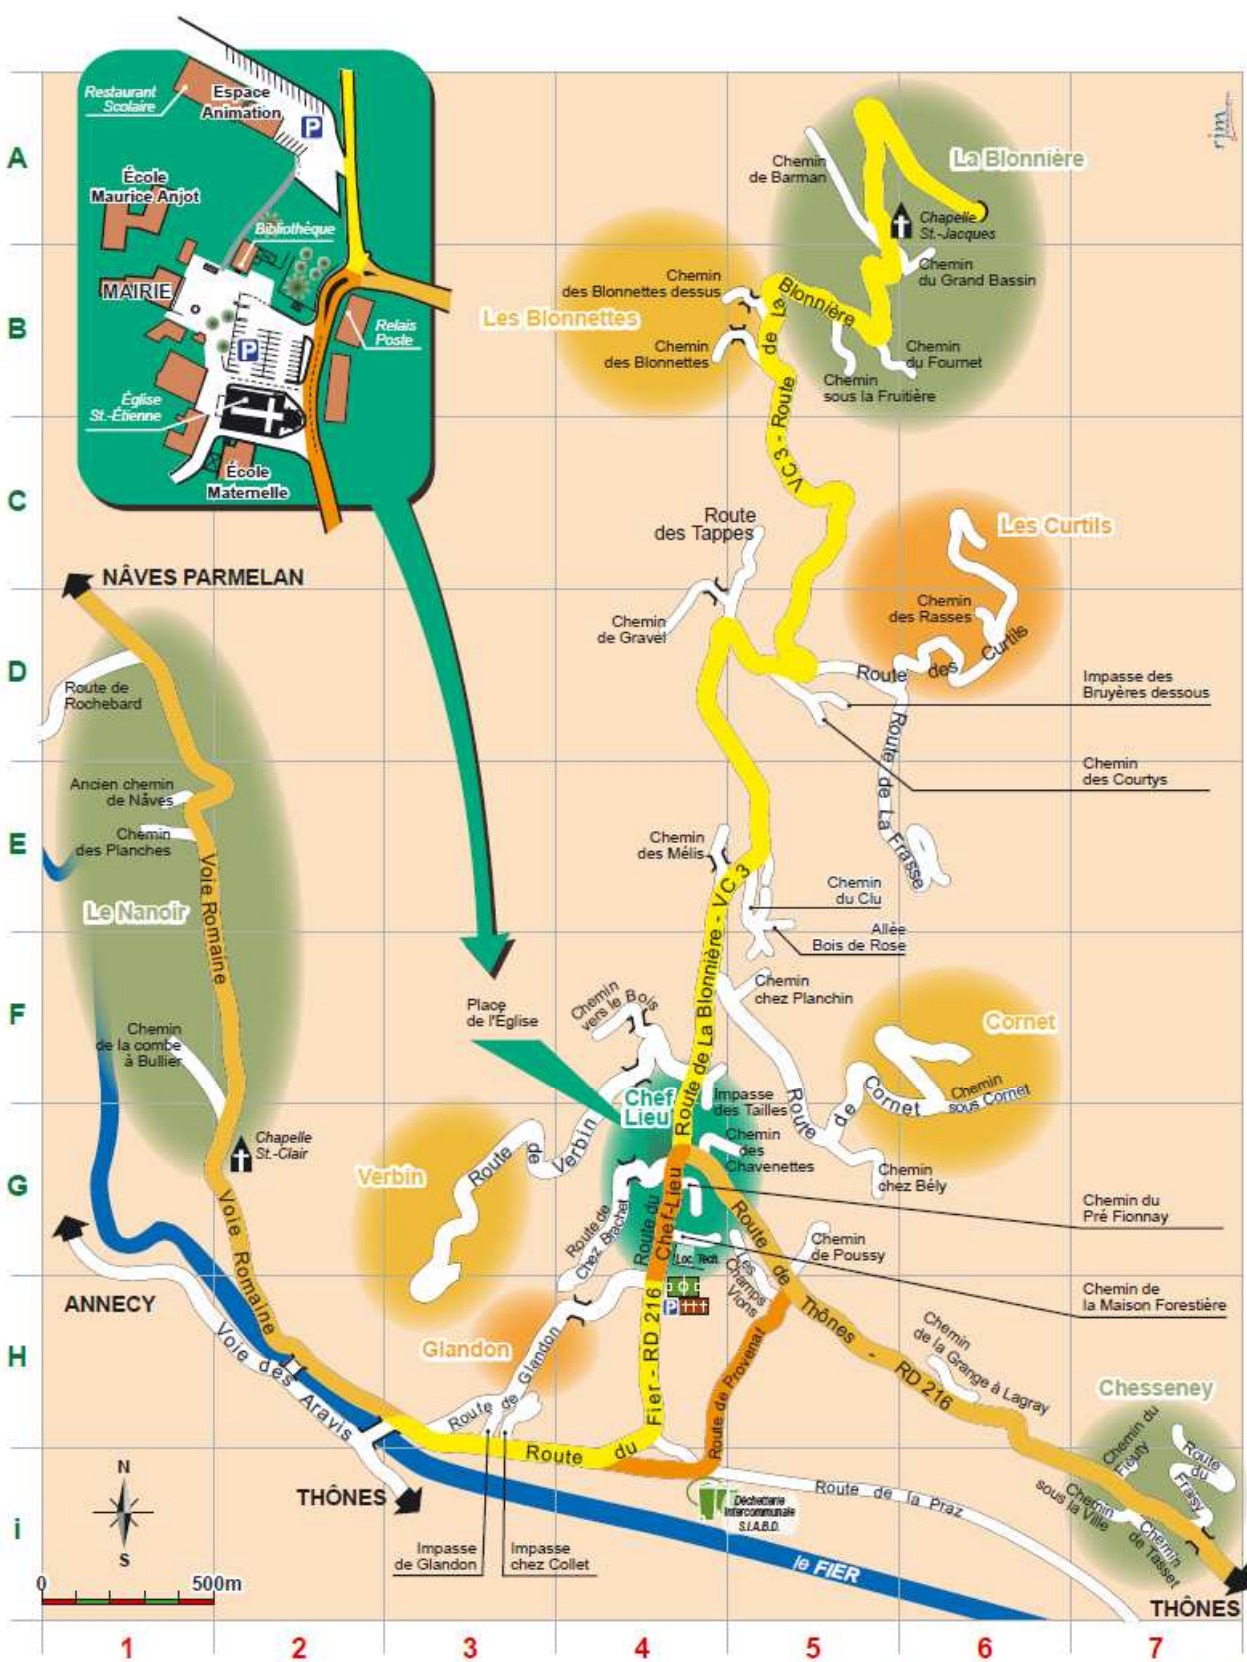 Restaurant
Scolaire
Espace
Animation
P
École
Maurice Anjot
Bibliothèque
MAIRIE
P
Relais
Poste
Église
St.-Étienne
École
Maternelle
rim
A
B
C
D
E
F
G
H
i
La Blonnière
Chemin
de Barman
Chapelle
St.-Jacques
Chemin
du Grand Bassin
Chemin
des Blonnettes dessus
Les Blonnettes
Chemin
des Blonnettes
Chemin
du Fournet
Chemin
sous la Fruitière
VC 3 - Route de La Blonnière
Route
des Tappes
Les Curtils
NÂVES PARMELAN
Chemin
des Rasses
Chemin
de Gravel
Route des Curtils
Route de
Rochebard
Impasse des
Bruyères dessous
Route de La Frasse
Chemin
des Courtys
Ancien chemin
de Nâves
Chemin
des Planches
Chemin
des Mélis
Voie Romaine
Le Nanoir
Chemin
du Clu
Allée
Bois de Rose
Route de La Blonnière - V.C.3
Chemin
chez Planchin
Place
de l'Église
Chemin
vers le Bois
Cornet
Chemin
de la combe
à Bullier
Chef
Lieu
Impasse
des Tailles
Route de Cornet
Chemin
sous Cornet
Chapelle
St.-Clair
Verbin
Route de Verbin
Chemin
des
Chavenettes
Chemin
chez Bély
Route de
Chez Brachet
Route du
Chef-Lieu
Chemin du
Pré Fionnay
Voie Romaine
Loc. Tech.
Les
Champs
Vions
Chemin
de Poussy
ANNECY
P
Chemin de
la Maison Forestière
Route de Thônes - RD 216
Glandon
Voie des Aravis
Route de Glandon
Route du Fier - RD 216
Route de Provenat
Chemin
de la Grange à Lagray
Chesseney
Chemin du
Fiouty
Route
du
Fraisy
N
S
THÔNES
Déchetterie
Intercommunale
S.I.A.B.D.
Route de la Praz
Chemin
sous la Ville
Chemin
de Tasset
Impasse
de Glandon
Impasse
chez Collet
le FIER
0 500m
THÔNES
1 2 3 4 5 6 7